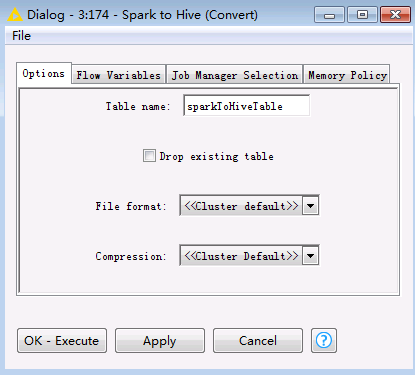 Dialog - 3:174 - Spark to Hive (Convert)
File
Options Flow Variables Job Manager Selection Memory Policy
Table name: sparkToHiveTable
Drop existing table
File format: <<Cluster default>>
Compression: <<Cluster Default>>
OK - Execute Apply Cancel ?